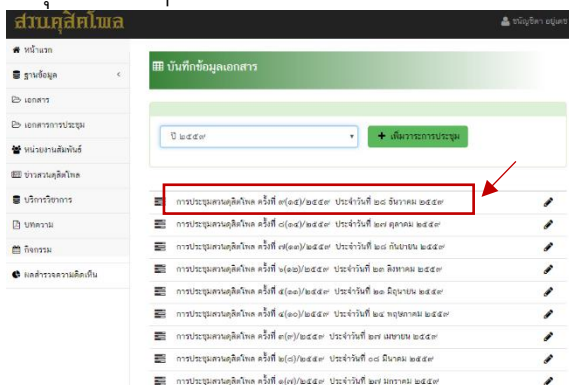 สวนดุสิตโพล
ธนัญชิดา อยู่เคช
หน้าแรก
ฐานข้อมูล
เอกสาร
เอกสารการประชุม
หน่วยงานสัมพันธ์
ข่าวสวนดุสิตโพล
บริการวิชาการ
บทความ
กิจกรรม
ผลสำรวจความคิดเห็น
บันทึกข้อมูลเอกสาร
ปี ๒๕๕๙
เพิ่มวาระการประชุม
การประชุมสวนดุสิตโพล ครั้งที่ ๙(๑๕)/๒๕๕๙ ประจำวันที่ ๒๘ ธันวาคม ๒๕๕๙
การประชุมสวนดุสิตโพล ครั้งที่ ๘(๑๔)/๒๕๕๙ ประจำวันที่ ๒๗ ตุลาคม ๒๕๕๙
การประชุมสวนดุสิตโพล ครั้งที่ ประจำวันที่ ๒๘ กันยายน ๒๕๕๙
การประชุมสวนดุสิตโพล ครั้งที่ ๖(๑๒)/๒๕๕๙ ประจำวันที่ ๒๓ สิงหาคม ๒๕๕๙
การประชุมสวนดุสิตโพล ครั้งที่ ๕(๑๑)/๒๕๕๙ ประจำวันที่ ๒๑ มิถุนายน ๒๕๕๙
การประชุมสวนดุสิตโพล ครั้งที่ ๔(๑๐)/๒๕๕๙ ประจำวันที่ ๒๔ พฤษภาคม ๒๕๕๙
การประชุมสวนดุสิตโพล ครั้งที่ ๓(๙)/๒๕๕๙ ประจำวันที่ ๒๗ เมษายน ๒๕๕๙
การประชุมสวนดุสิตโพล ครั้งที่ ๒(๘)/๒๕๕๙ ประจำวันที่ ๑๘ มีนาคม ๒๕๕๙
การประชุมสวนดุสิตโพล ครั้งที่ ๑(๗)/๒๕๕๙ ประจำวันที่ ๒๗ มกราคม ๒๕๕๙